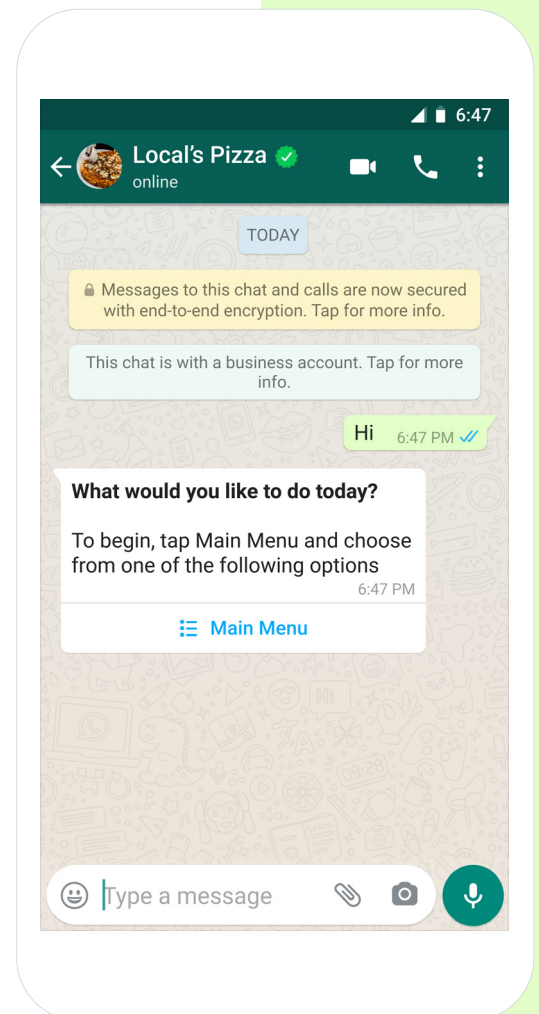 6:47
Local's Pizza
online
TODAY
Messages to this chat and calls are now secured
with end-to-end encryption. Tap for more info.
This chat is with a business account. Tap for more
info.
Hi 6:47 PM
What would you like to do today?
To begin, tap Main Menu and choose
from one of the following options
6:47 PM
Main Menu
HI
09:29
Type a message